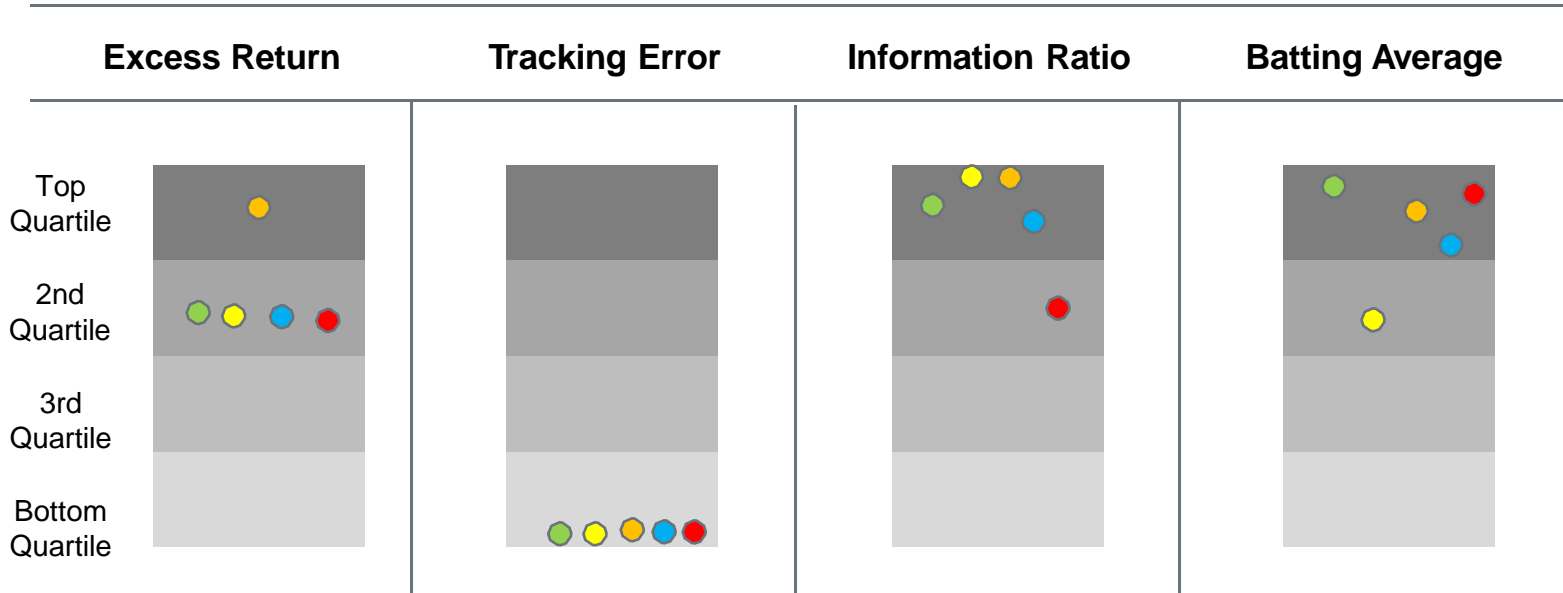 Excess Return
Tracking Error
Information Ratio
Batting Average
Top
Quartile
2nd
Quartile
3rd
Quartile
Bottom
Quartile